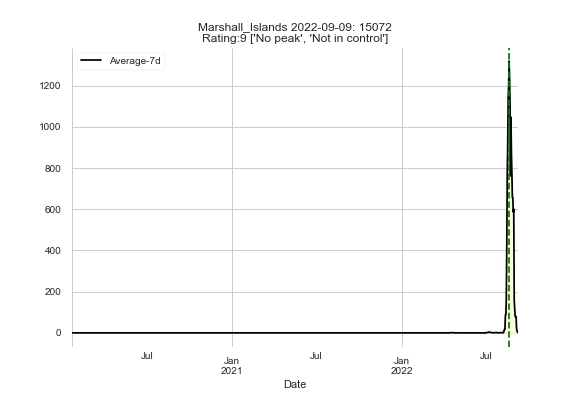 Marshall_Islands 2022-09-09: 15072
Rating:9 ['No peak', 'Not in control']
Average-7d
1200
1000
800
600
400
200
0
Jul
Jan
2021
Jul
Jan
2022
Jul
Date